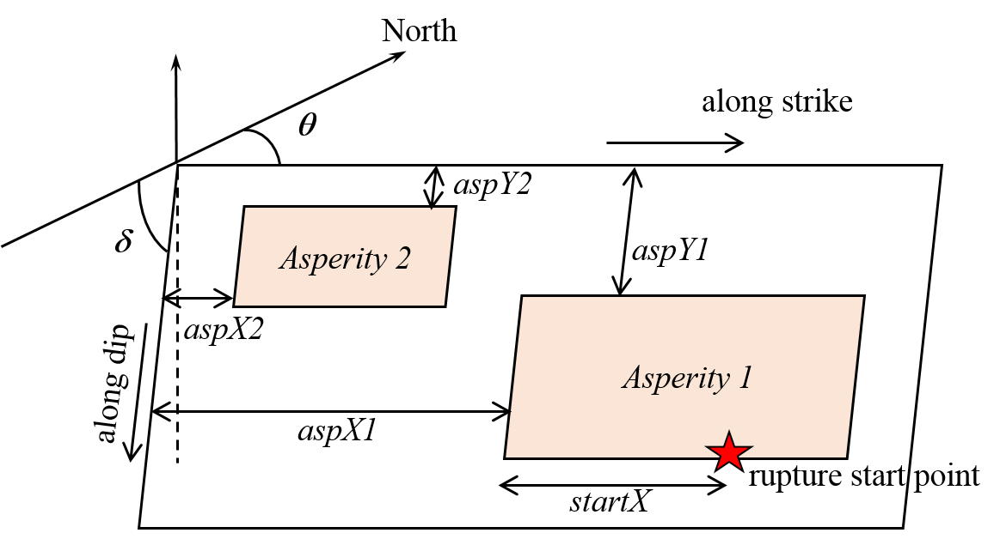 North
along strike
θ
aspY2
δ
Asperity 2
aspY1
aspX2
along dip
Asperity 1
aspX1
rupture start point
startX